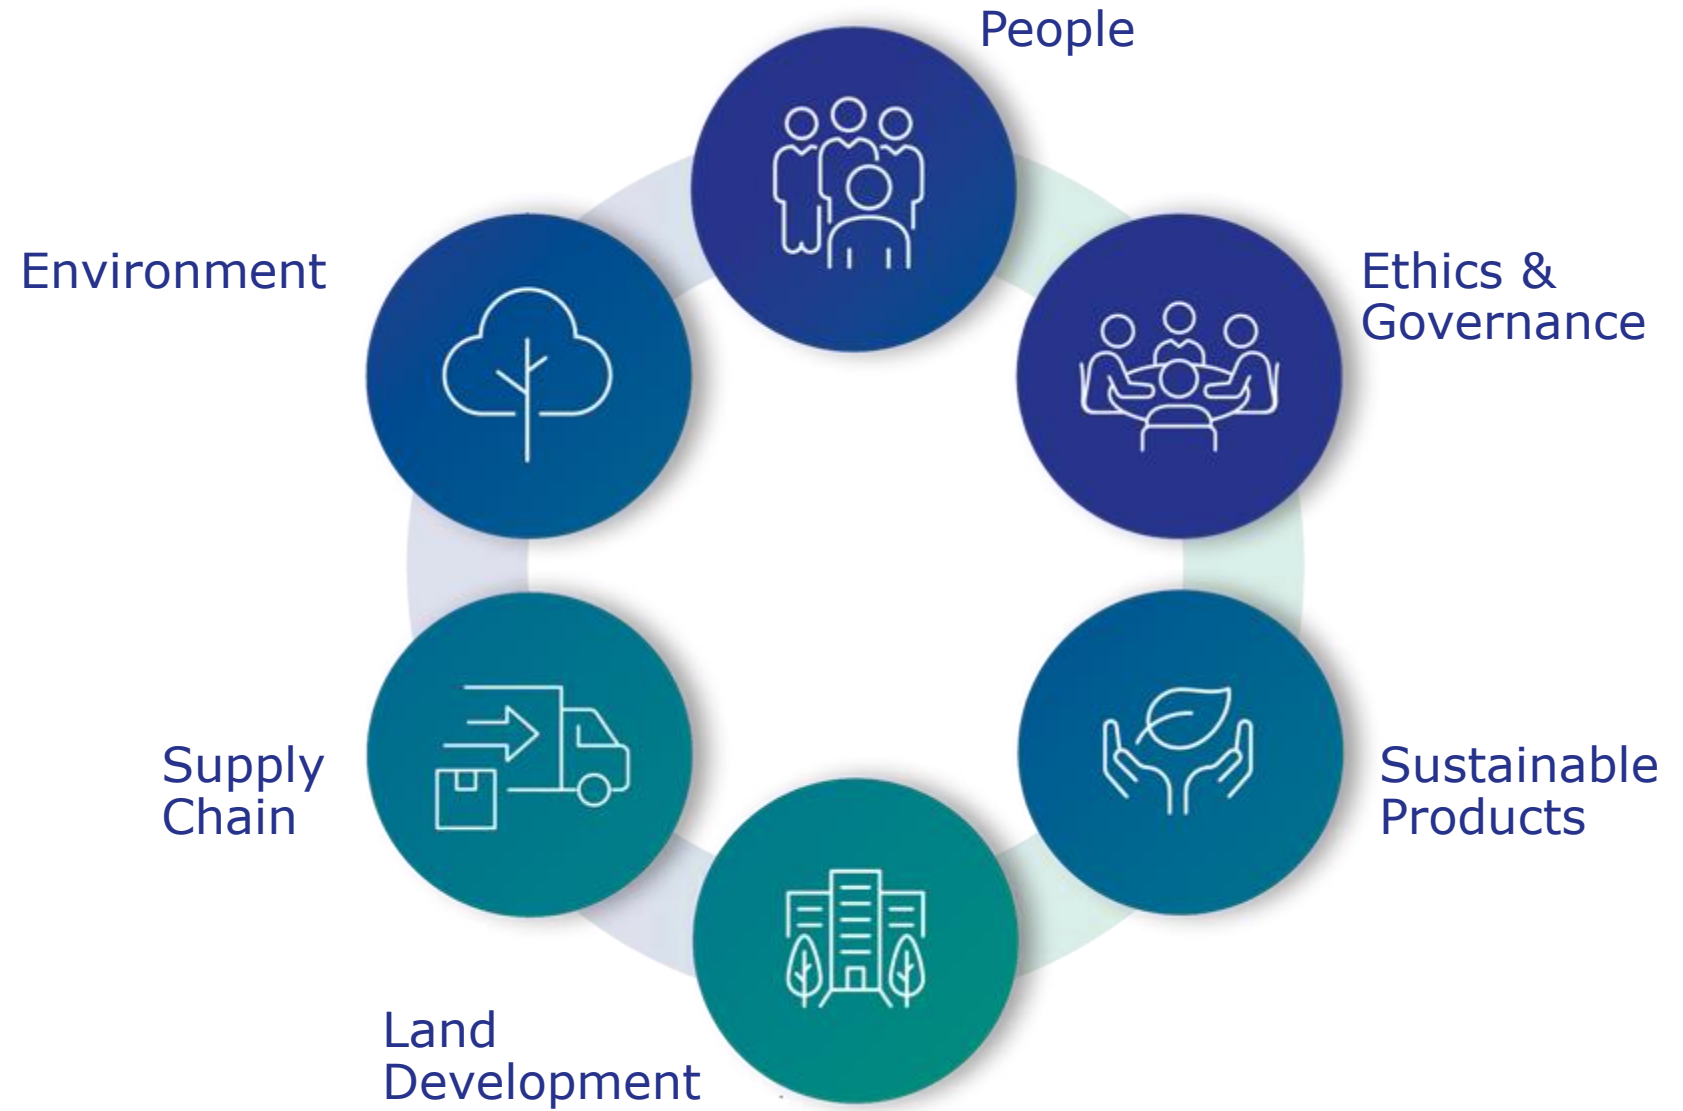 People
Ethics &
Governance
Sustainable
Products
Land
Development
Supply
Chain
Environment